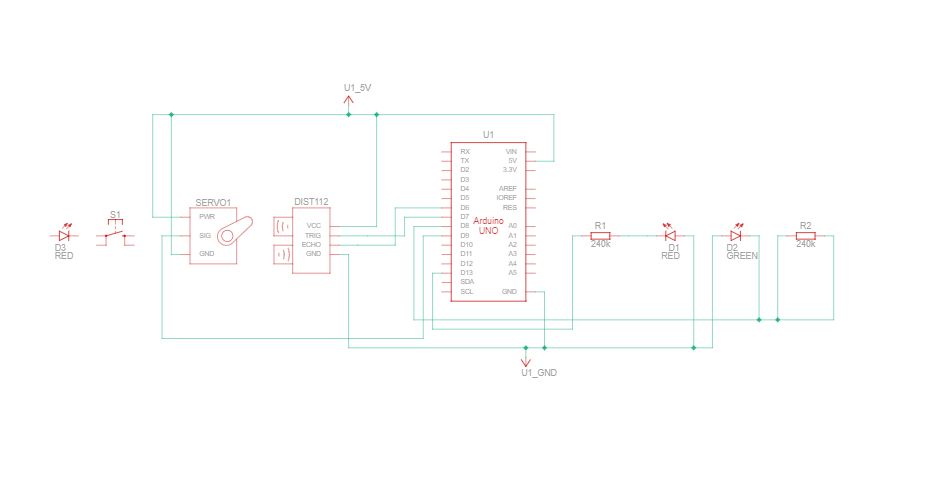 U1_5V
U1
RX
TX
D2
D3
D4
D5
D6
D7
D8
D9
D10
D11
D12
D13
SDA
SCL
VIN
5V
3.3V
AREF
IOREF
RES
A0
A1
A2
A3
A4
A5
GND
Arduino
UNO
D3
RED
S1
SERVO1
PWR
SIG
GND
DIST112
VCC
TRIG
ECHO
GND
R1
240k
D1
RED
D2
GREEN
R2
240k
U1_GND